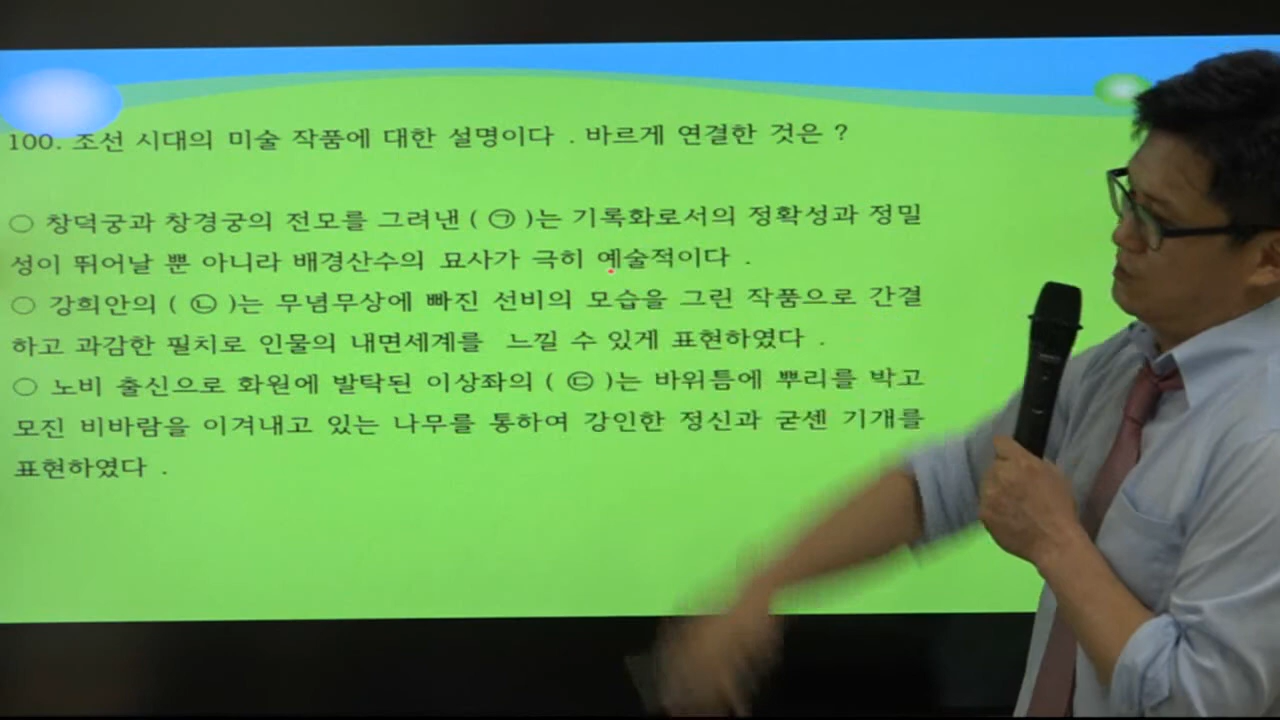 100. 조선 시대의 미술 작품에 대한 설명이다 . 바르게 연결한 것은 ?
○ 창덕궁과 창경궁의 전모를 그려낸 ( ㉠ )는 기록화로서의 정확성과 정밀
성이 뛰어날 뿐 아니라 배경산수의 묘사가 극히 예술적이다 .
○ 강희안의 ( ㉡ )는 무념무상에 빠진 선비의 모습을 그린 작품으로 간결
하고 과감한 필치로 인물의 내면세계를 느낄 수 있게 표현하였다 .
○ 노비 출신으로 화원에 발탁된 이상좌의 ( ㉢ )는 바위틈에 뿌리를 박고
모진 비바람을 이겨내고 있는 나무를 통하여 강인한 정신과 굳센 기개를
표현하였다 .